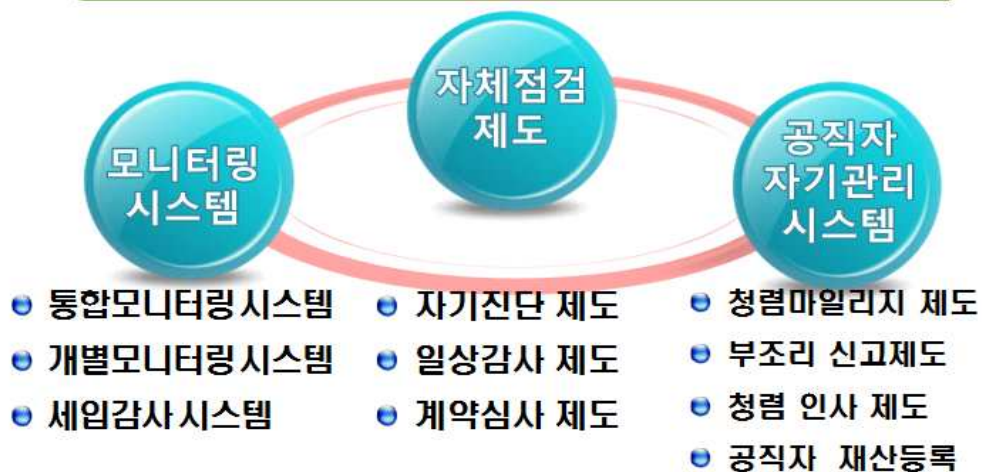 자체점검
제도
모니터링
시스템
공직자
자기관리
시스템
통합모니터링시스템
개별모니터링시스템
세입감사시스템
자기진단 제도
일상감사 제도
계약심사 제도
청렴마일리지 제도
부조리 신고제도
청렴 인사 제도
공직자 재산등록